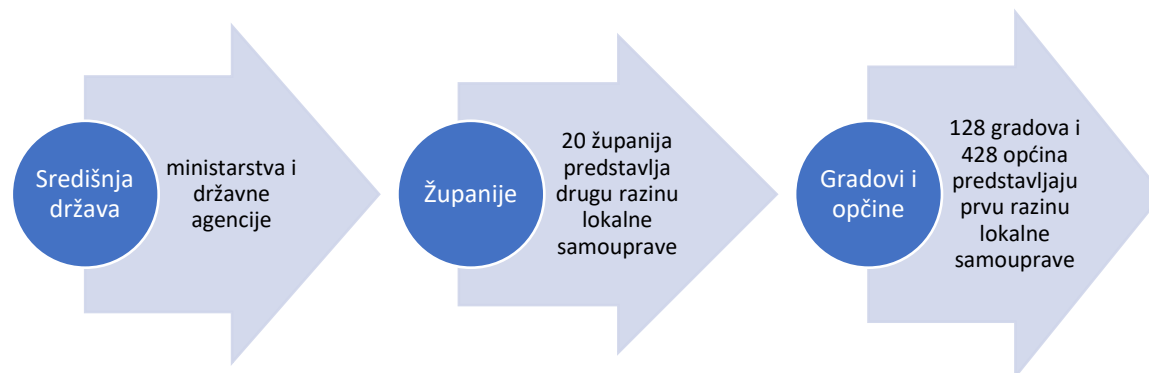 Središnja
država
ministarstva i
državne
agencije
Županije
20 županija
predstavlja
drugu razinu
lokalne
samouprave
Gradovi i
opčine
128 gradova i
428 općina
predstavljaju
prvu razinu
lokalne
samouprave